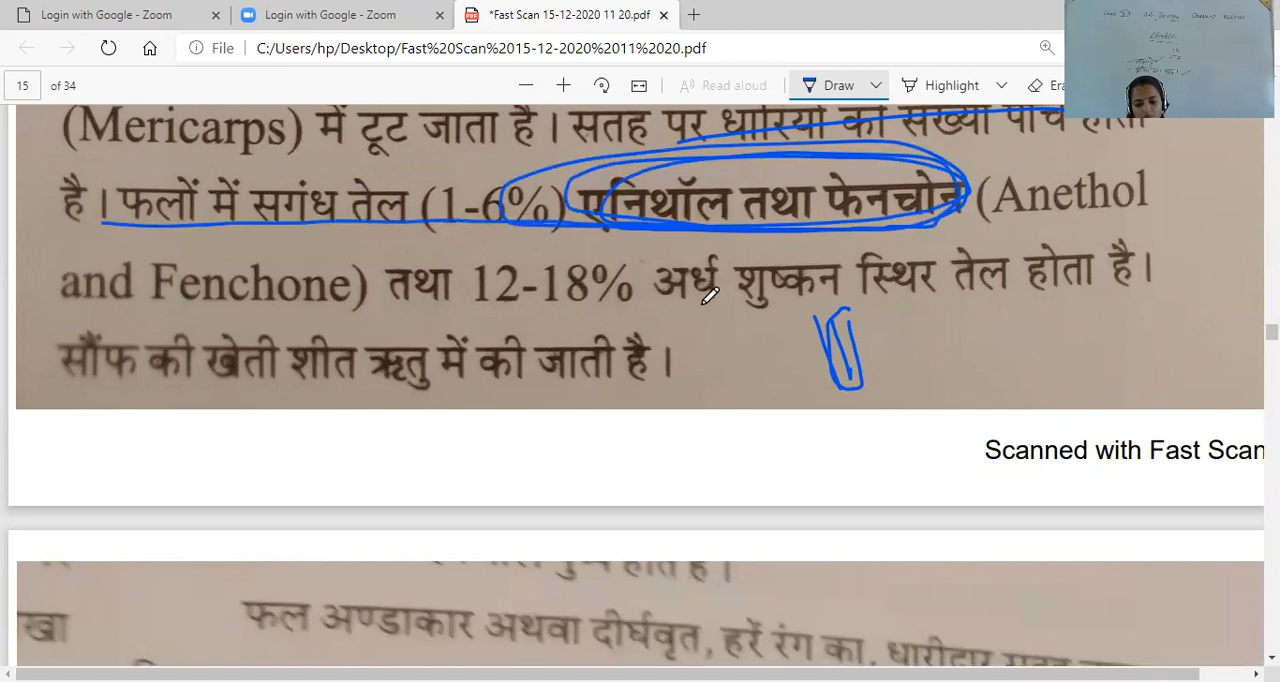 Login with Google - Zoom
Login with Google - Zoom
*Fast Scan 15-12-2020 11 20.pdf
File
C:/Users/hp/Desktop/Fast%20Scan%2015-12-2020%2011%2020.pdf
15 of 34
Read aloud
Draw
Highlight
(Mericarps) में टूट जाता है। सतह पर धारियों की संख्या पाँच होती
है। फलों में सगंध तेल (1-6%) एनिथॉल तथा फेनचोन (Anethol
and Fenchone) तथा 12-18% अर्ध शुष्कन स्थिर तेल होता है।
सौंफ की खेती शीत ऋतु में की जाती है।
Scanned with Fast Scan
फल अण्डाकार अथवा दीर्घवृत, हरें रंग का, धारीदार